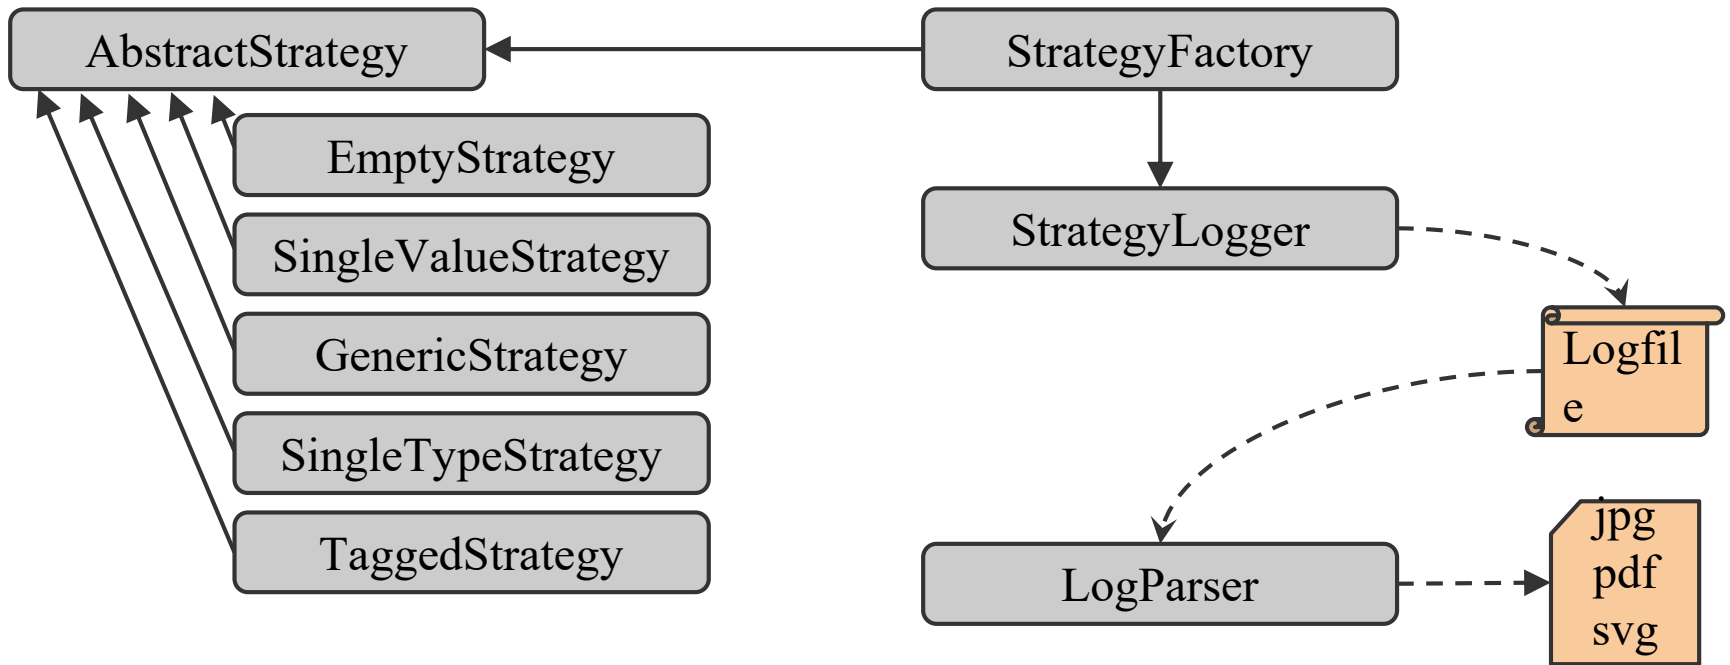 AbstractStrategy
StrategyFactory
EmptyStrategy
SingleValueStrategy
GenericStrategy
SingleTypeStrategy
TaggedStrategy
StrategyLogger
Logfil
e
LogParser
jpg
pdf
svg